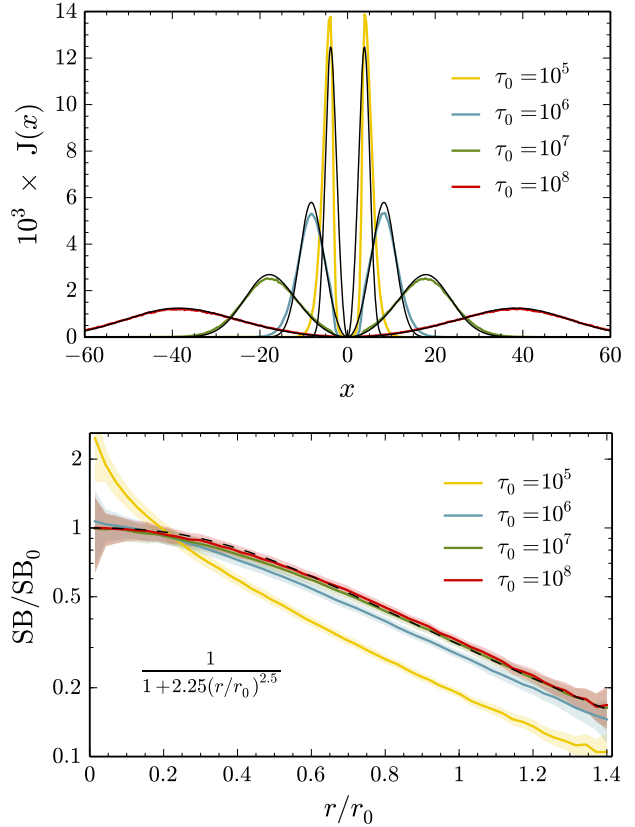 14
12
10
8
6
4
2
0
10³ × J(x)
τ₀ = 10⁵
τ₀ = 10⁶
τ₀ = 10⁷
τ₀ = 10⁸
−60 −40 −20 0 20 40 60
x
2
1
0.5
0.2
0.1
SB/SB₀
τ₀ = 10⁵
τ₀ = 10⁶
τ₀ = 10⁷
τ₀ = 10⁸
1
1+2.25(r/r₀)^2.5
0 0.2 0.4 0.6 0.8 1 1.2 1.4
r/r₀